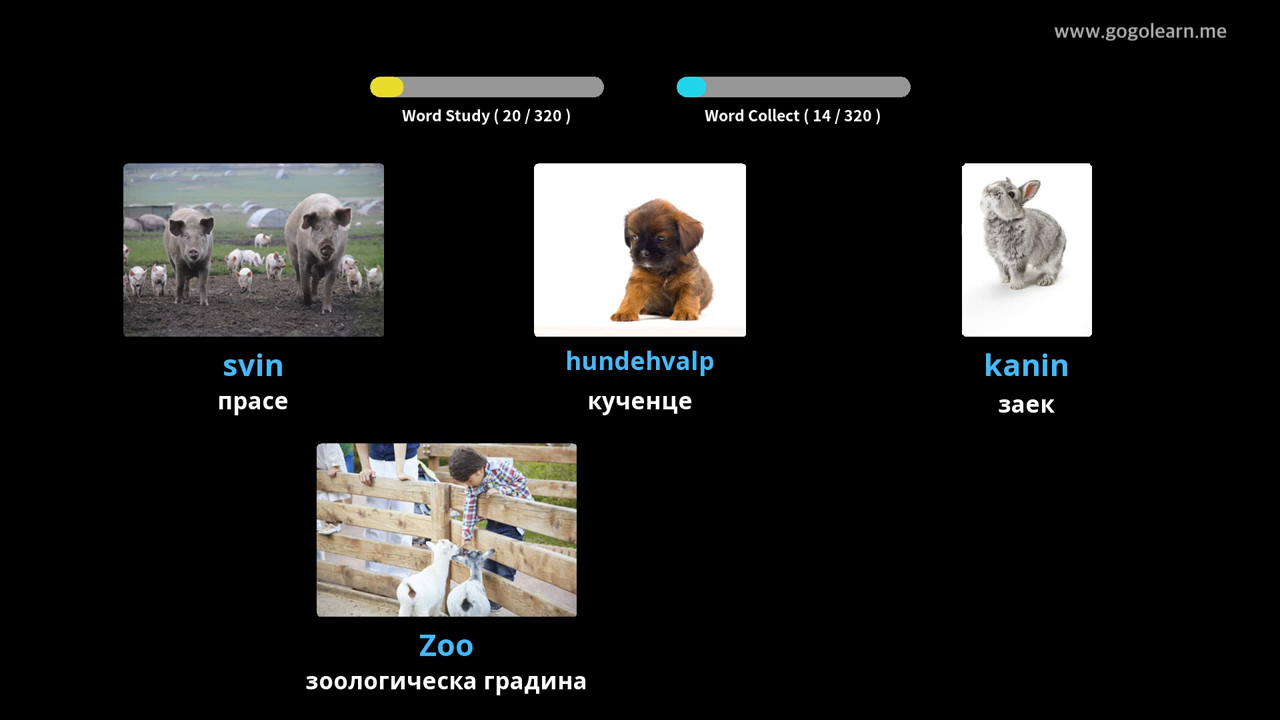 www.gogolearn.me
Word Study ( 20 / 320 )
Word Collect ( 14 / 320 )
svin
прасе
hundehvalp
кученце
kanin
заек
Zoo
зоологическа градина